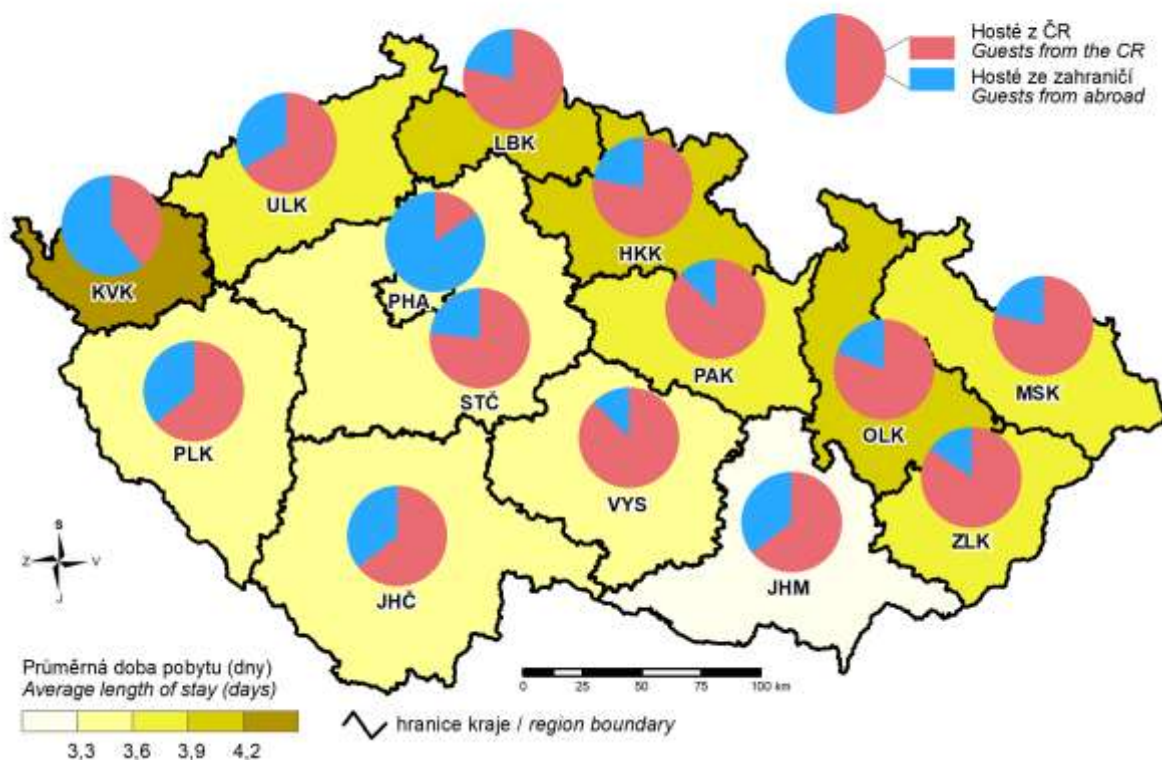 Hosté z ČR
Guests from the CR
Hosté ze zahraničí
Guests from abroad
LBK
ULK
HKK
KVK
PHA
PAK
MSK
STČ
OLK
PLK
VYS
ZLK
S
Z V
J
JHČ
JHM
Průměrná doba pobytu (dny)
Average length of stay (days)
3,3 3,6 3,9 4,2
0 25 50 75 100 km
hranice kraje / region boundary